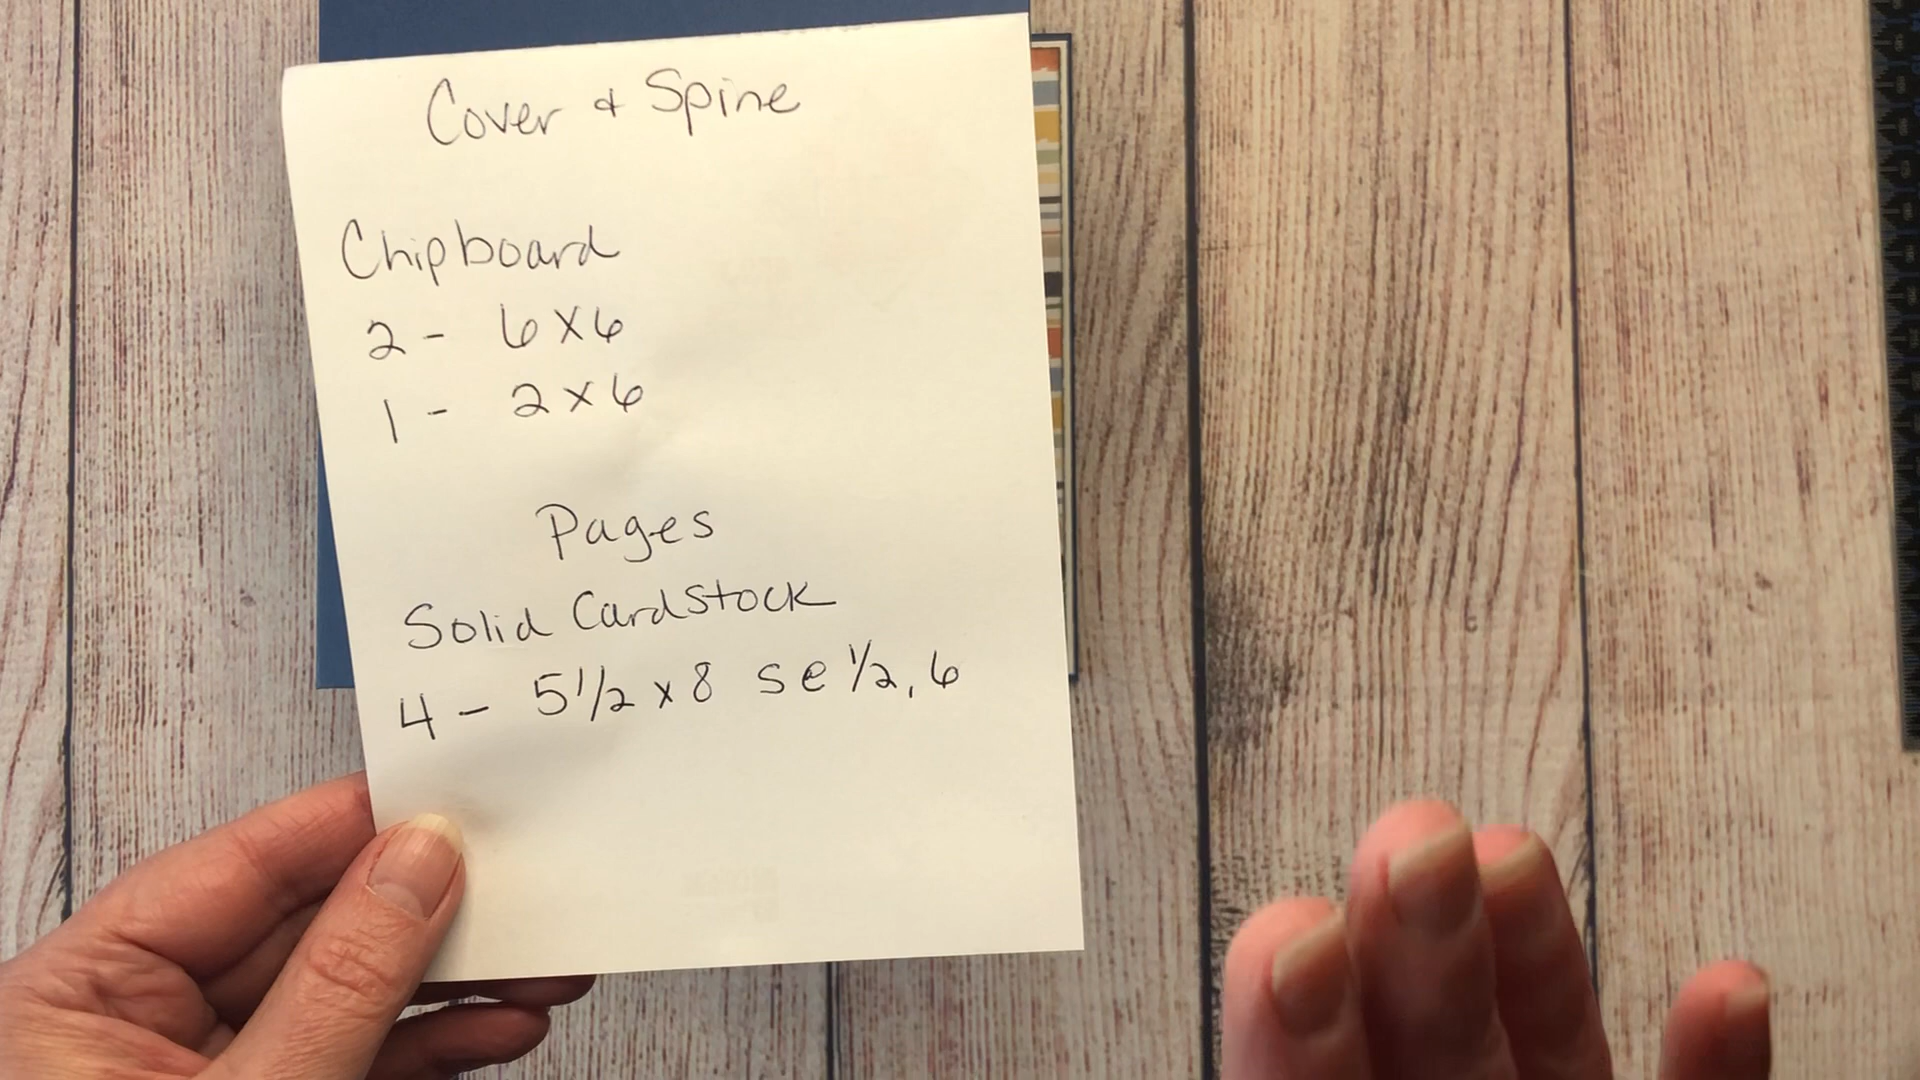 Cover & Spine
Chipboard
2 - 6x6
1 - 2x6
Pages
Solid Cardstock
4 - 5 1/2 x 8 se 1/2, 6